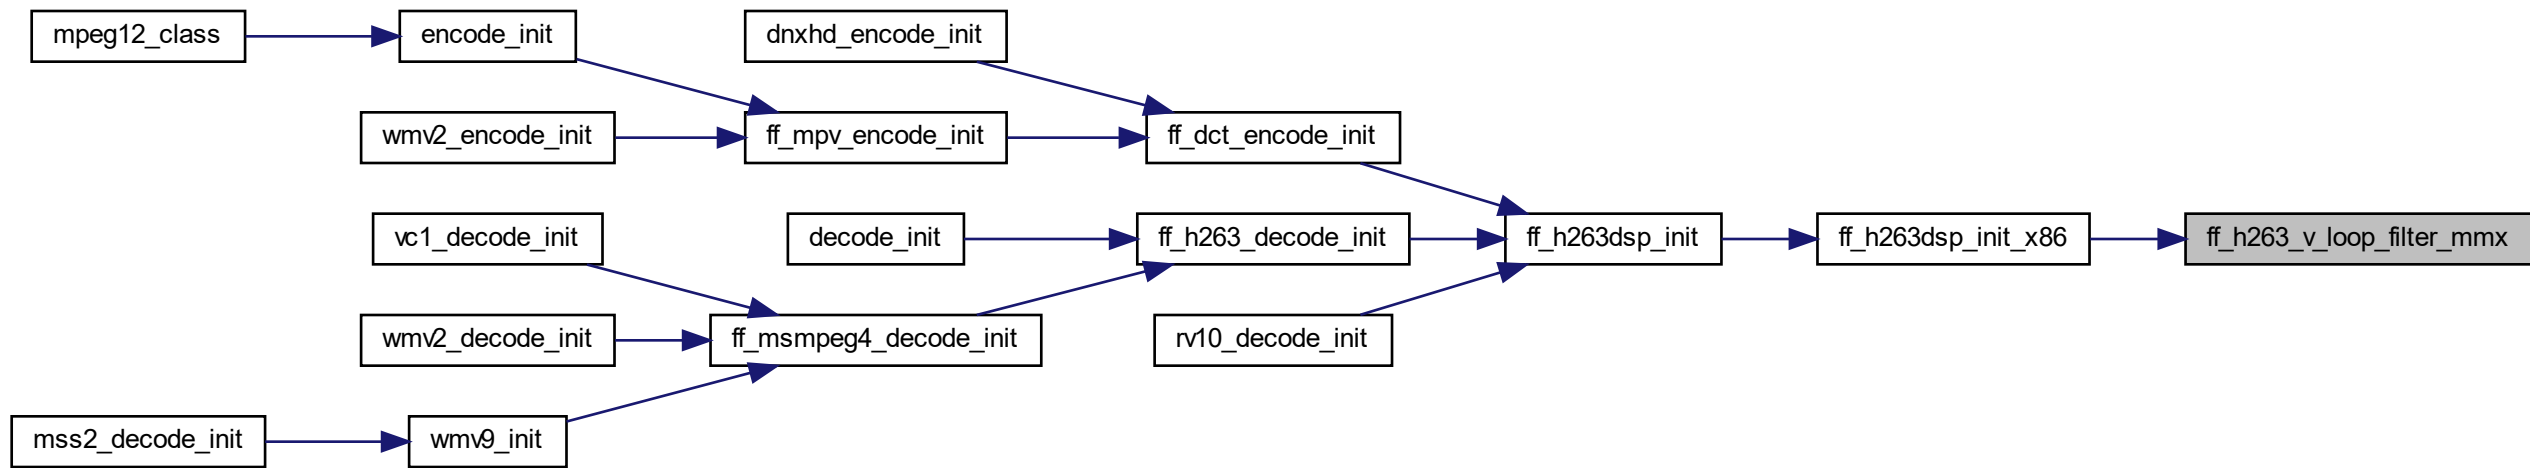 mpeg12_class
encode_init
dnxhd_encode_init
wmv2_encode_init
ff_mpv_encode_init
ff_dct_encode_init
vc1_decode_init
decode_init
ff_h263_decode_init
ff_h263dsp_init
ff_h263dsp_init_x86
ff_h263_v_loop_filter_mmx
wmv2_decode_init
ff_msmpeg4_decode_init
rv10_decode_init
mss2_decode_init
wmv9_init